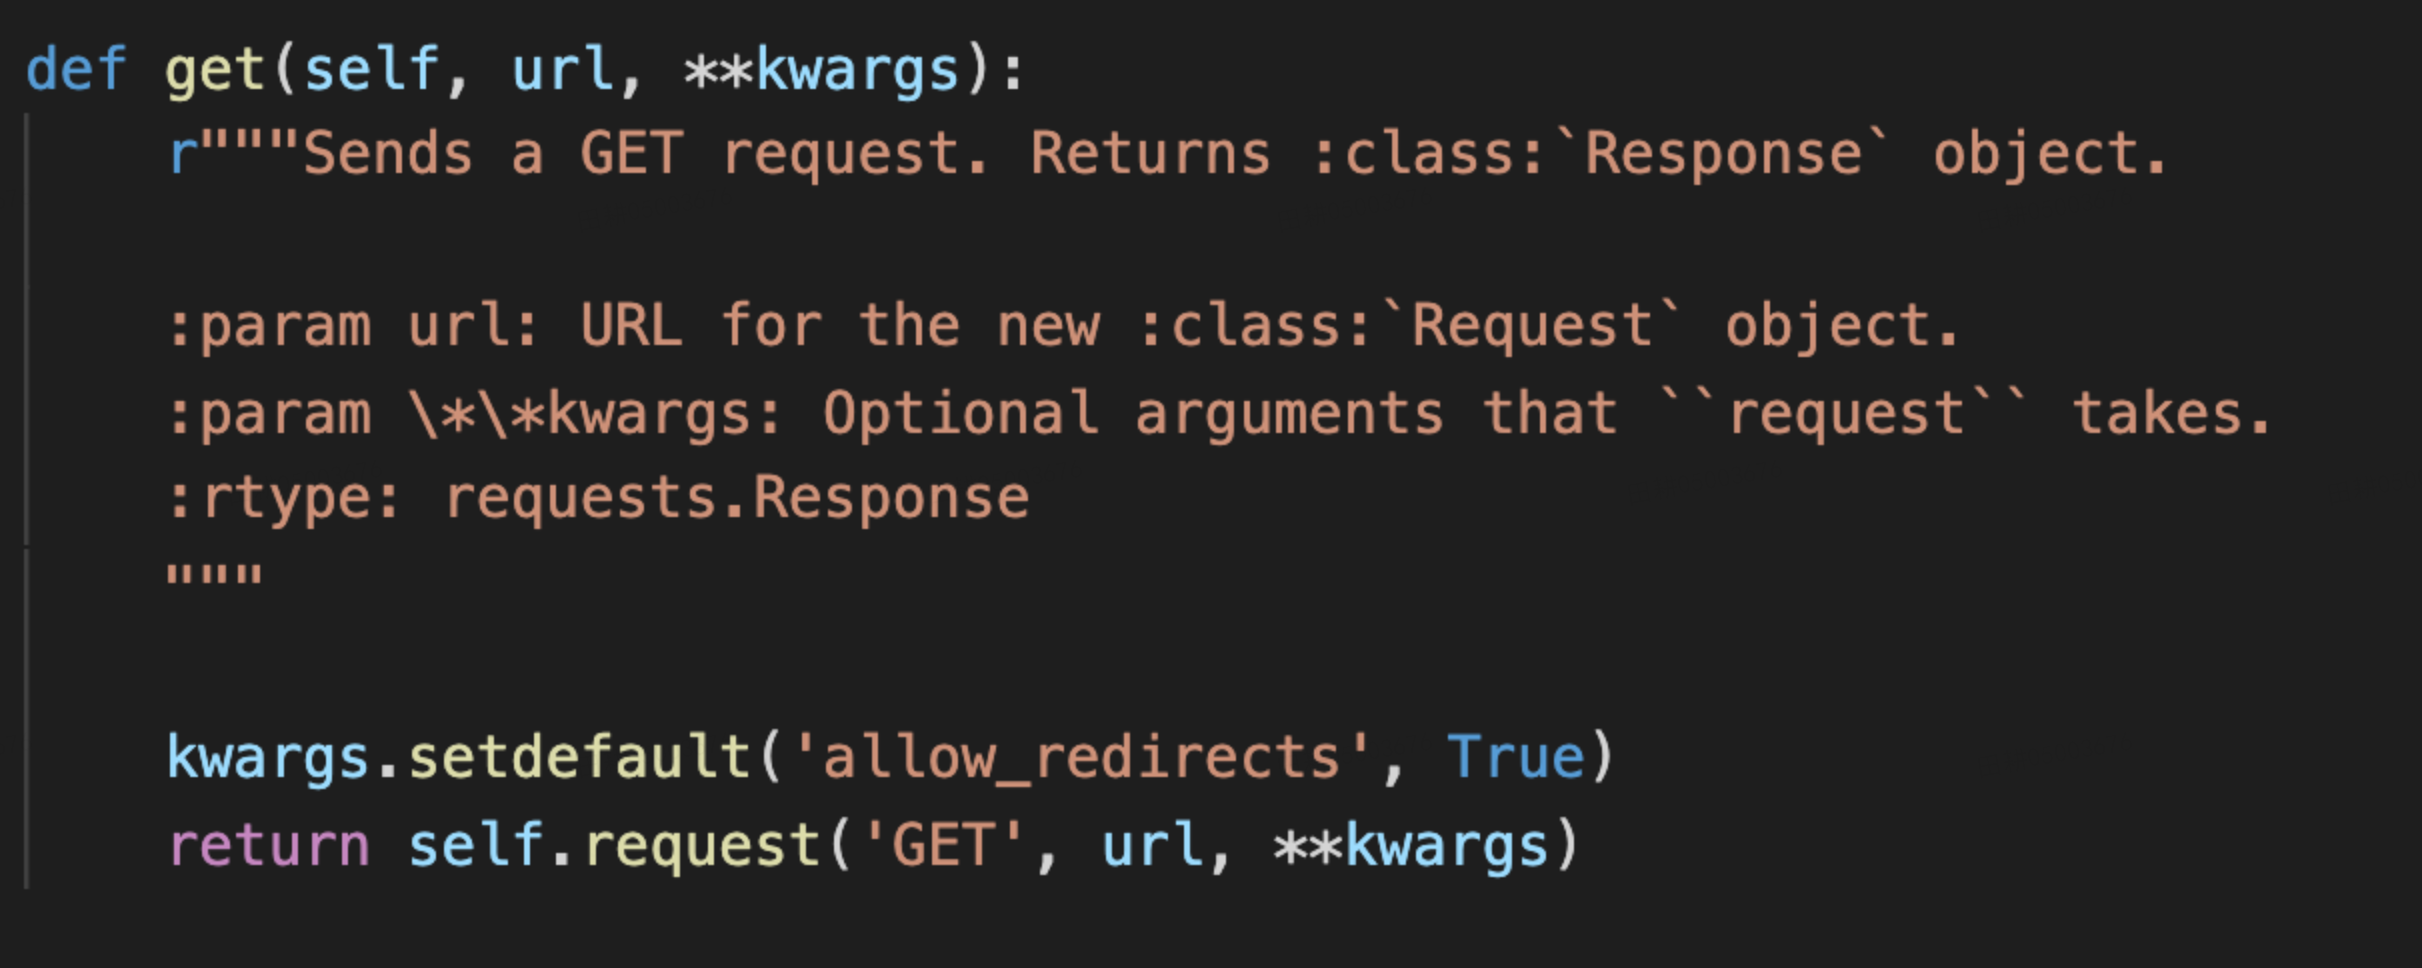 def get(self, url, **kwargs):
    r"""Sends a GET request. Returns :class:`Response` object.

    :param url: URL for the new :class:`Request` object.
    :param \*\*kwargs: Optional arguments that ``request`` takes.
    :rtype: requests.Response
    """

    kwargs.setdefault('allow_redirects', True)
    return self.request('GET', url, **kwargs)